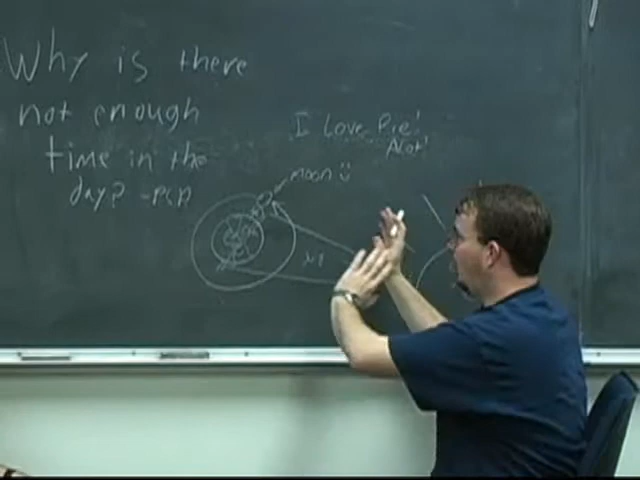 Why is there
not enough
time in the
day? -PCP
I Love Pie!
Not!
moon